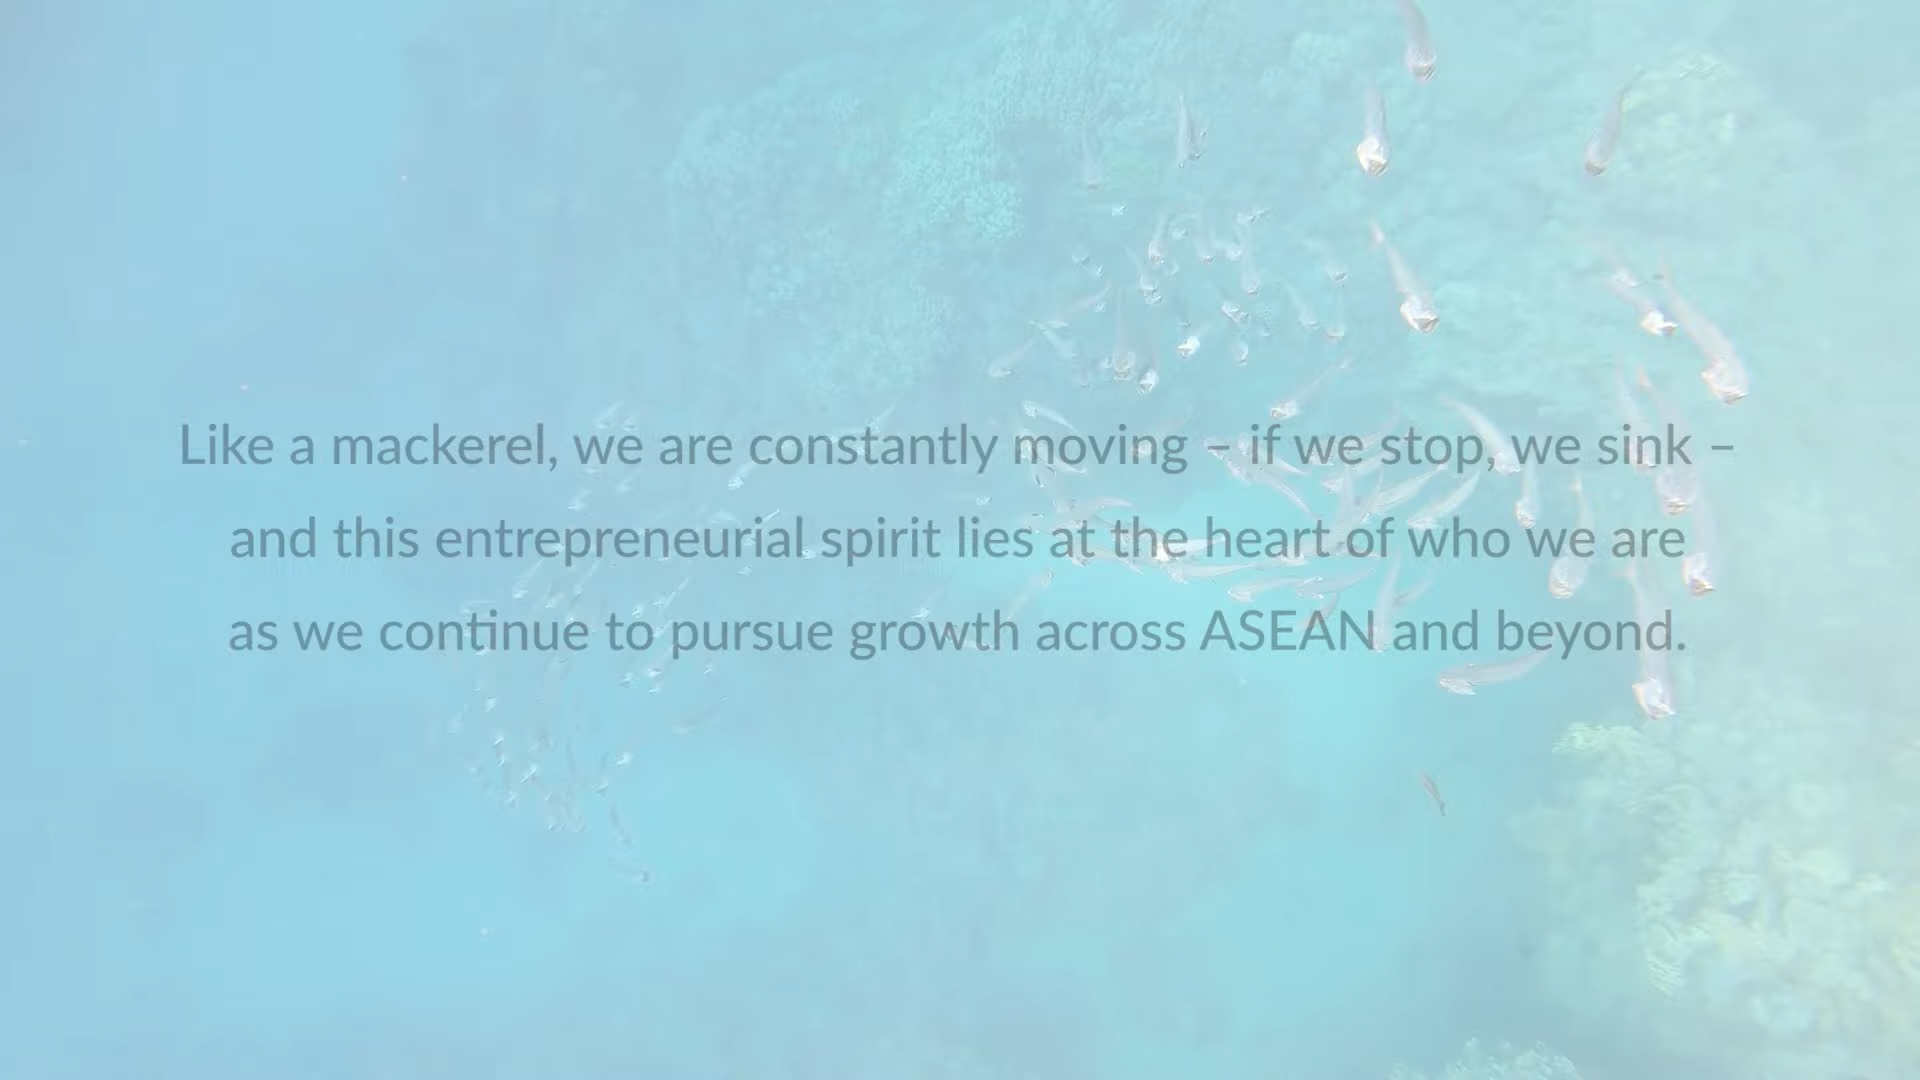 Like a mackerel, we are constantly moving – if we stop, we sink –
and this entrepreneurial spirit lies at the heart of who we are
as we continue to pursue growth across ASEAN and beyond.